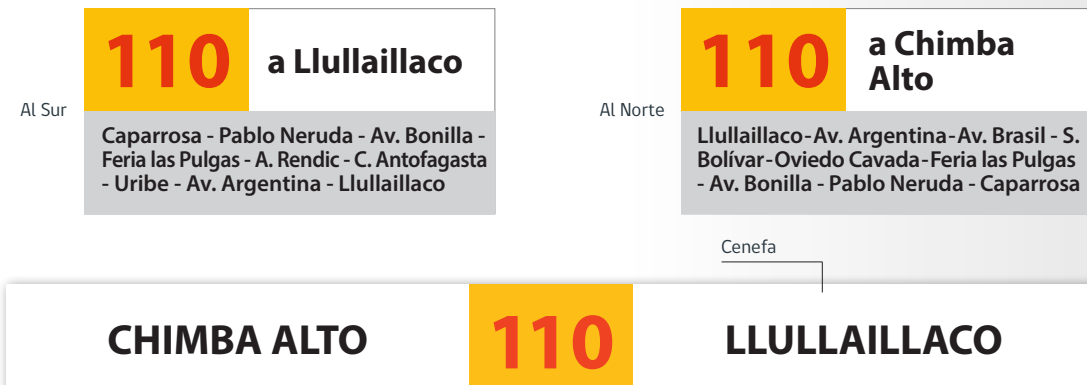 Al Sur
110
a Llullaillaco
Caparrosa - Pablo Neruda - Av. Bonilla -
Feria las Pulgas - A. Rendic - C. Antofagasta
- Uribe - Av. Argentina - Llullaillaco
Al Norte
110
a Chimba
Alto
Llullaillaco-Av. Argentina-Av. Brasil - S.
Bolívar-Oviedo Cavada-Feria las Pulgas
- Av. Bonilla - Pablo Neruda - Caparrosa
Cenefa
CHIMBA ALTO
110
LLULLAILLACO